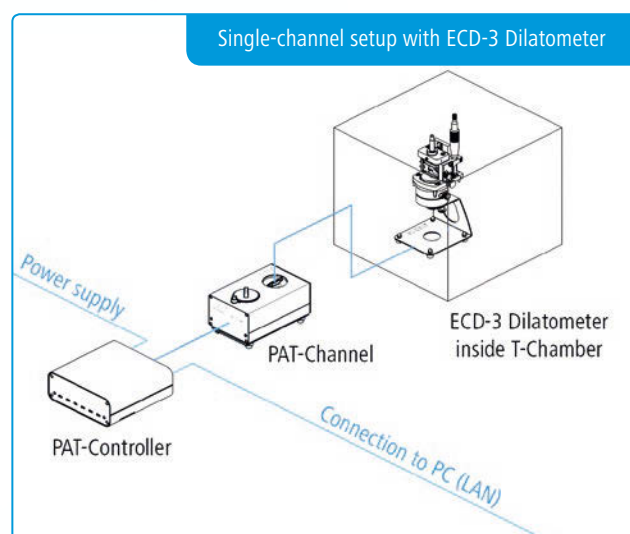 Single-channel setup with ECD-3 Dilatometer
Power supply
ECD-3 Dilatometer
inside T-Chamber
PAT-Channel
Connection to PC (LAN)
PAT-Controller